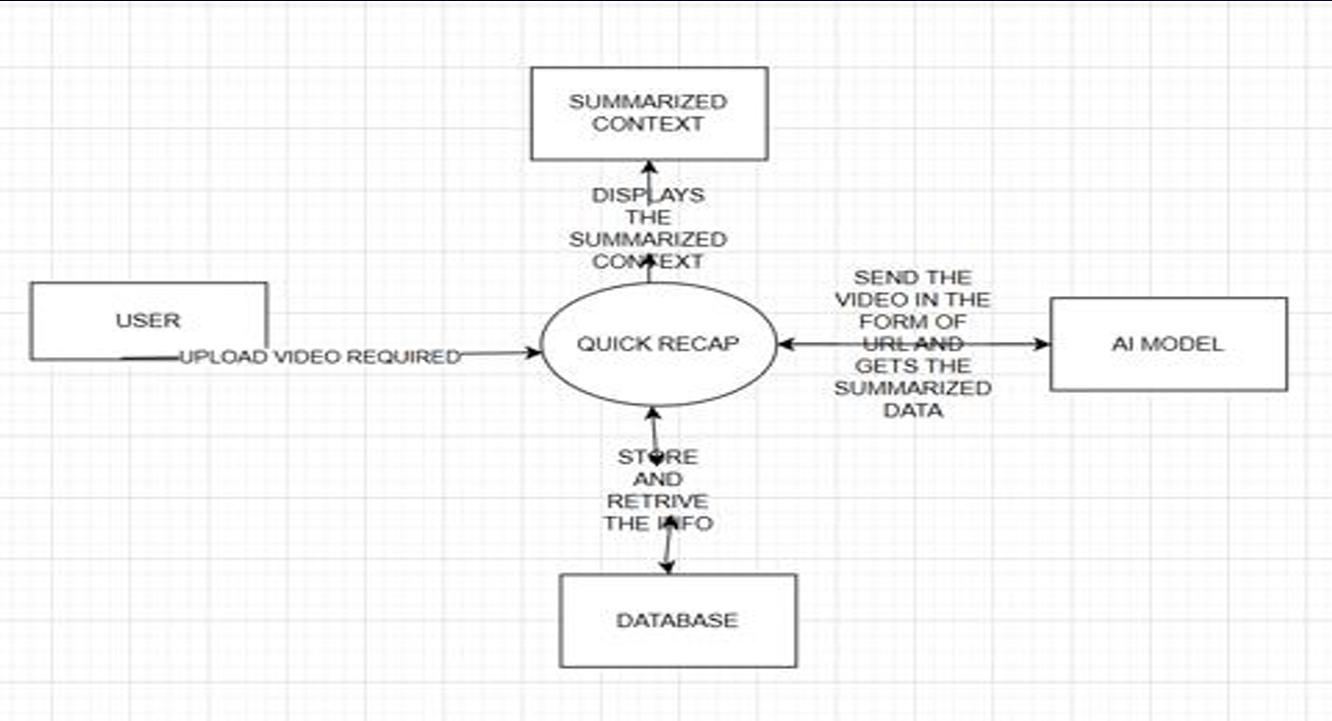 SUMMARIZED
CONTEXT
DISPLAYS
THE
SUMMARIZED
CONTEXT
USER
UPLOAD VIDEO REQUIRED
QUICK RECAP
SEND THE
VIDEO IN THE
FORM OF
URL AND
GETS THE
SUMMARIZED
DATA
AI MODEL
STORE
AND
RETRIVE
THE INFO
DATABASE